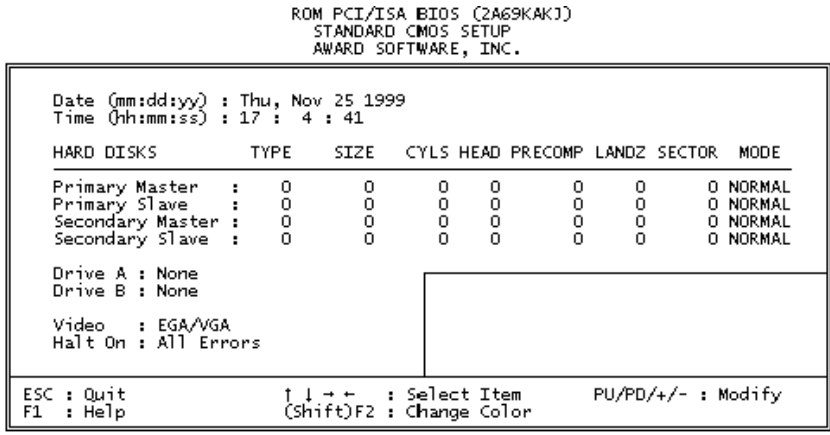 ROM PCI/ISA BIOS (2A69KAKJ)
STANDARD CMOS SETUP
AWARD SOFTWARE, INC.
Date (mm:dd:yy) : Thu, Nov 25 1999
Time (hh:mm:ss) : 17 : 4 : 41
HARD DISKS TYPE SIZE CYLS HEAD PRECOMP LANDZ SECTOR MODE
Primary Master : 0 0 0 0 0 0 0 NORMAL
Primary Slave : 0 0 0 0 0 0 0 NORMAL
Secondary Master : 0 0 0 0 0 0 0 NORMAL
Secondary Slave : 0 0 0 0 0 0 0 NORMAL
Drive A : None
Drive B : None
Video : EGA/VGA
Halt On : All Errors
ESC : Quit ↑ ↓ → ← : Select Item PU/PD/+/- : Modify
F1 : Help (Shift)F2 : Change Color